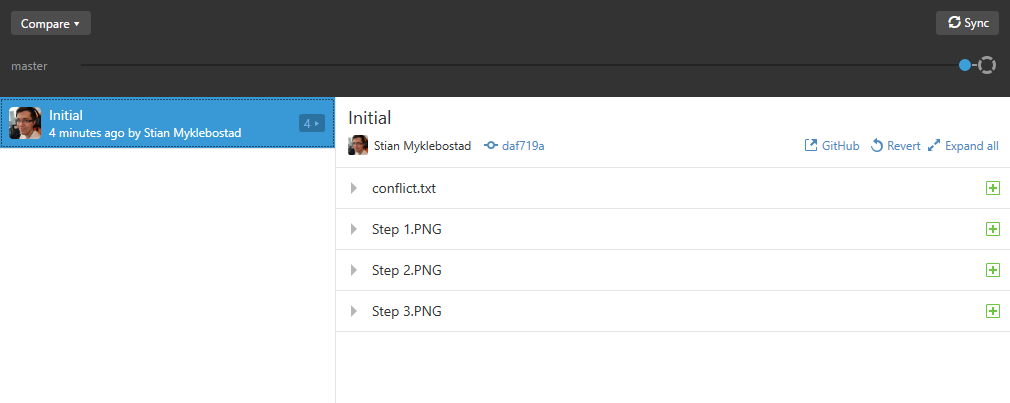 Compare
Sync
master
Initial
4 minutes ago by Stian Myklebostad
4
Initial
Stian Myklebostad daf719a GitHub Revert Expand all
conflict.txt
Step 1.PNG
Step 2.PNG
Step 3.PNG